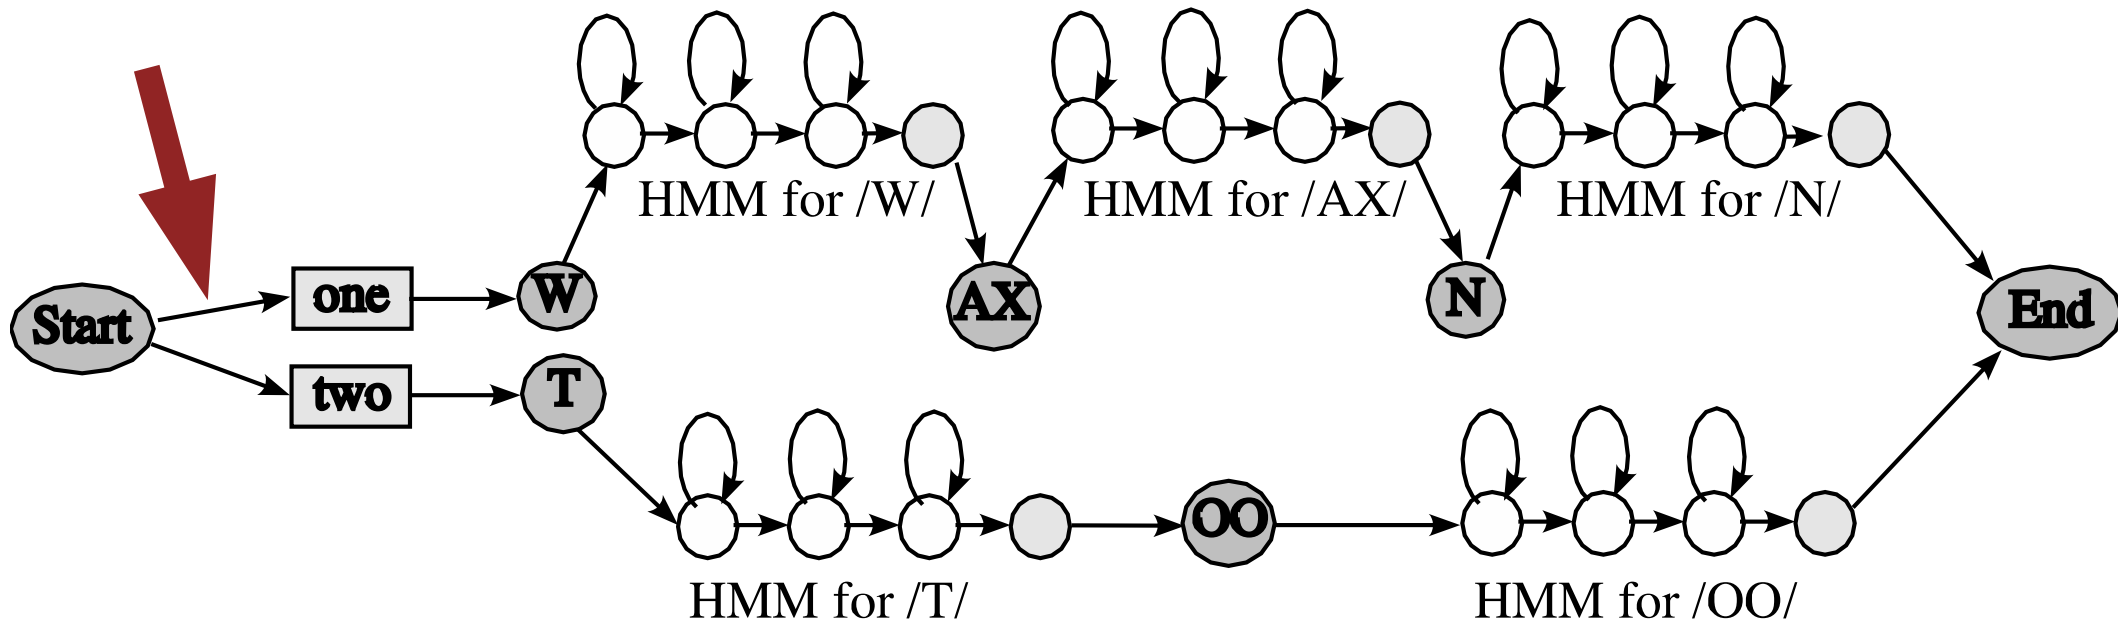 HMM for /W/
HMM for /AX/
HMM for /N/
Start
one
W
AX
N
End
two
T
OO
HMM for /T/
HMM for /OO/